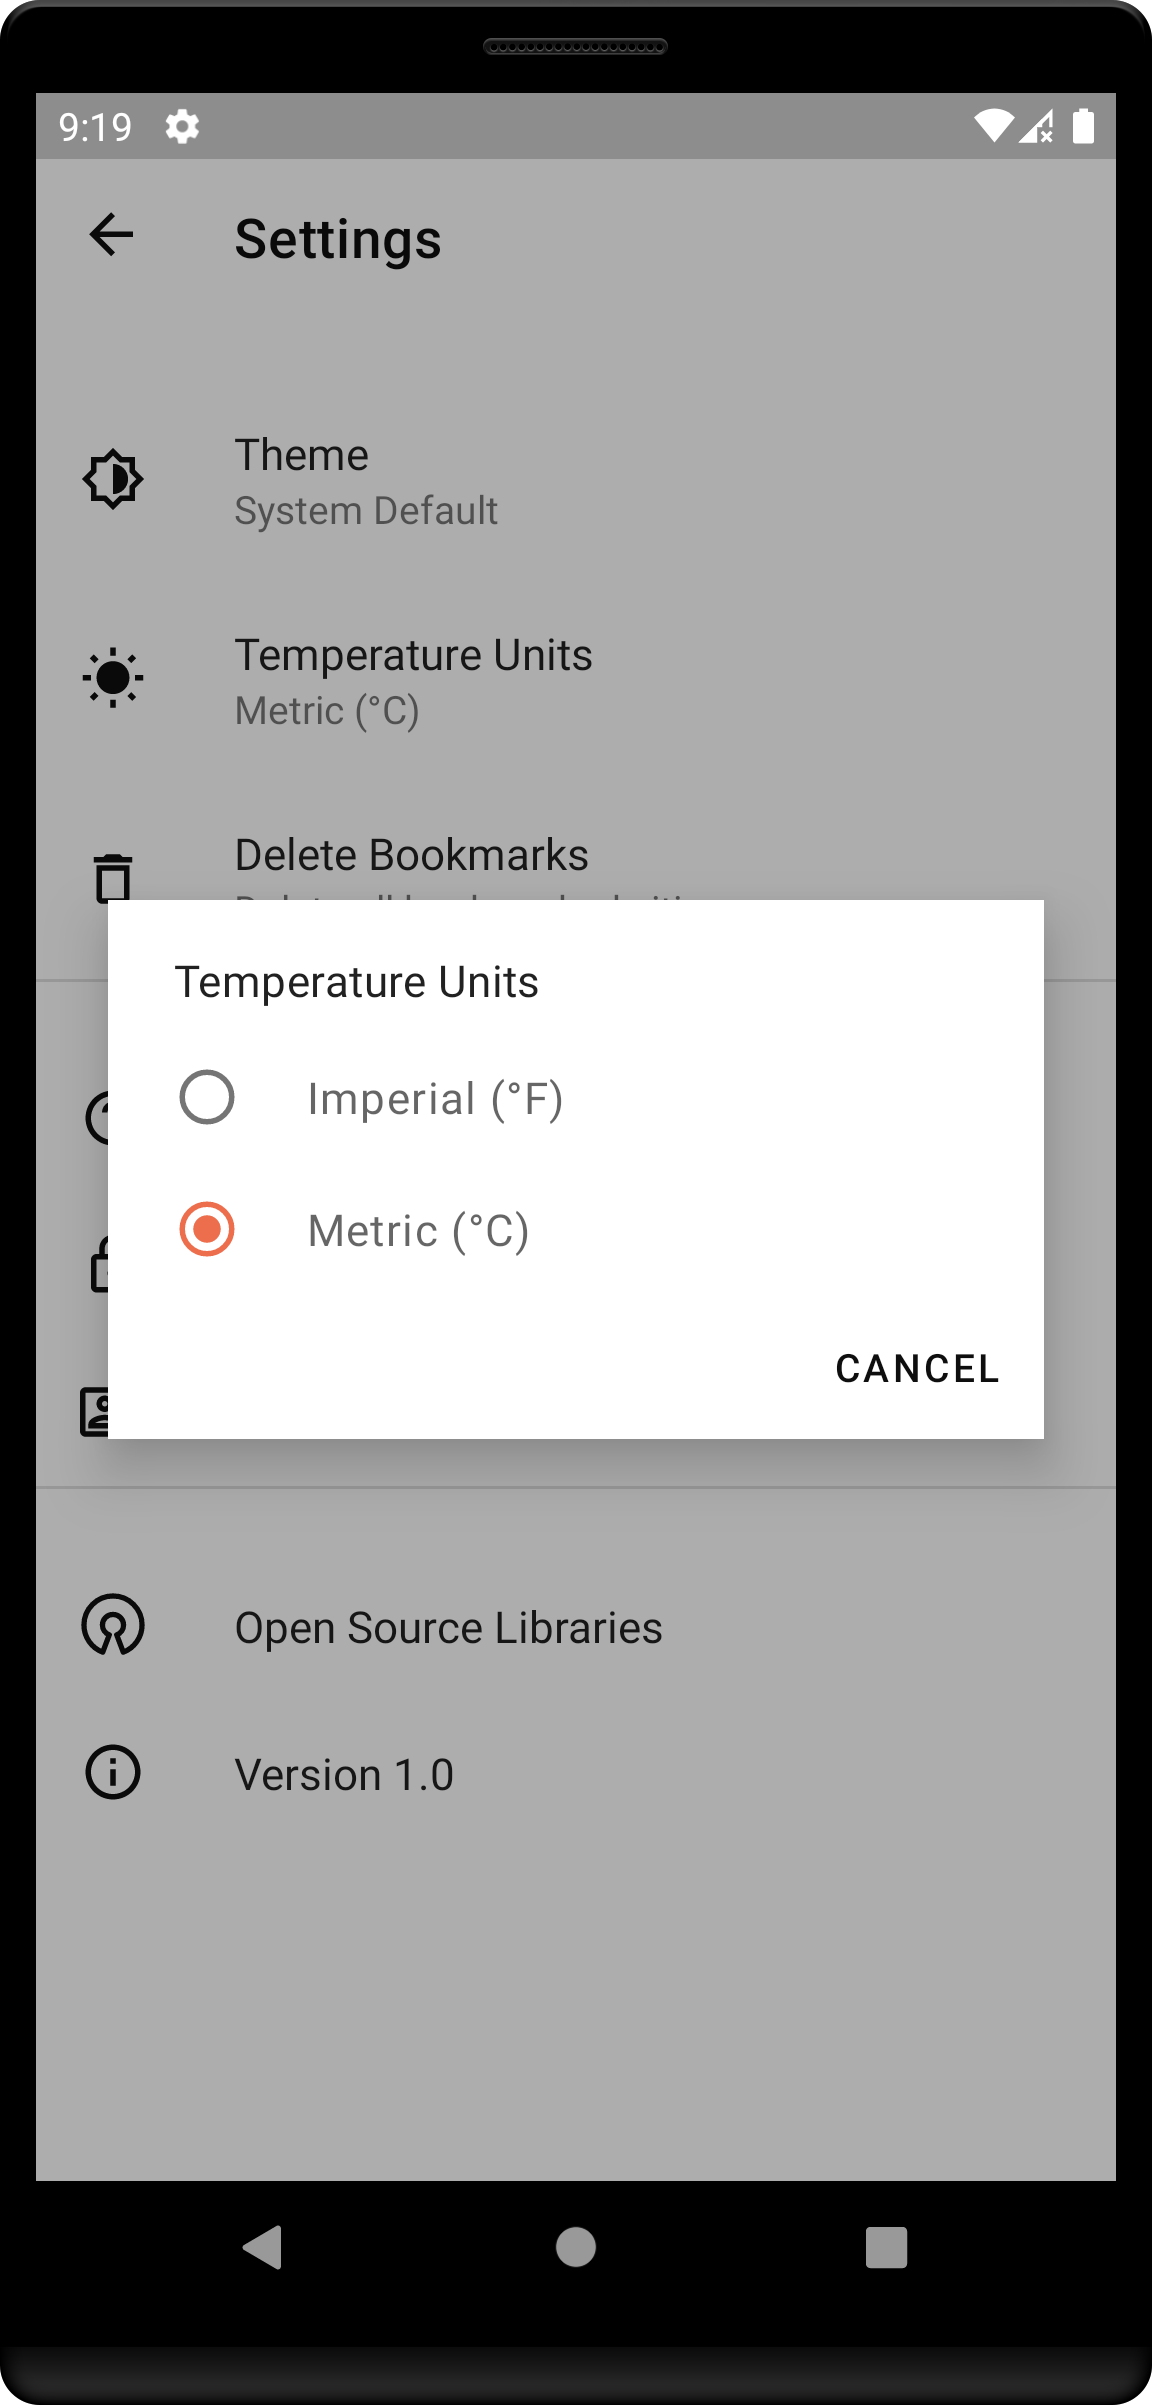 9:19
Settings
Theme
System Default
Temperature Units
Metric (°C)
Delete Bookmarks
Temperature Units
Imperial (°F)
Metric (°C)
CANCEL
Open Source Libraries
Version 1.0